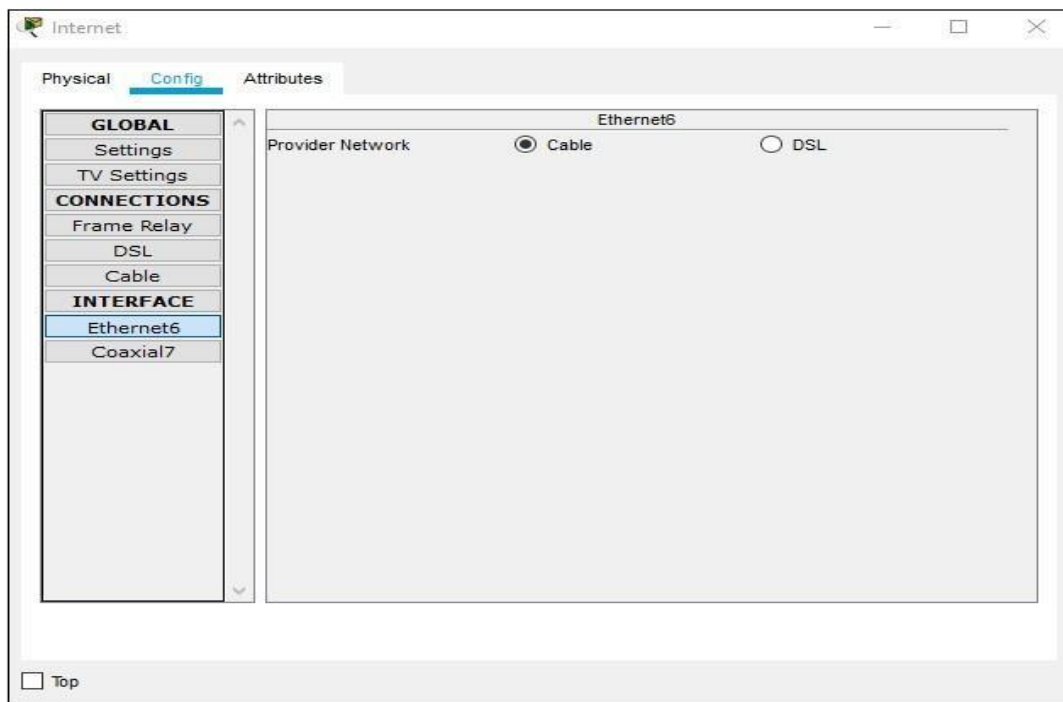 Internet
Physical Config Attributes
GLOBAL
Settings
TV Settings
CONNECTIONS
Frame Relay
DSL
Cable
INTERFACE
Ethernet6
Coaxial7
Ethernet6
Provider Network Cable DSL
Top